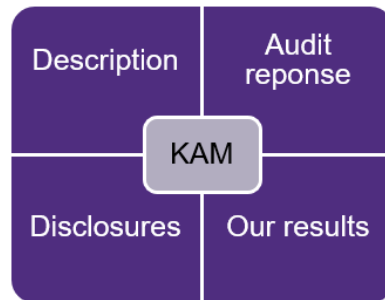 Description
Audit
reponse
KAM
Disclosures
Our results